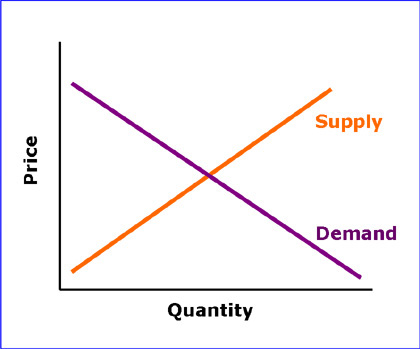 Supply
Price
Demand
Quantity